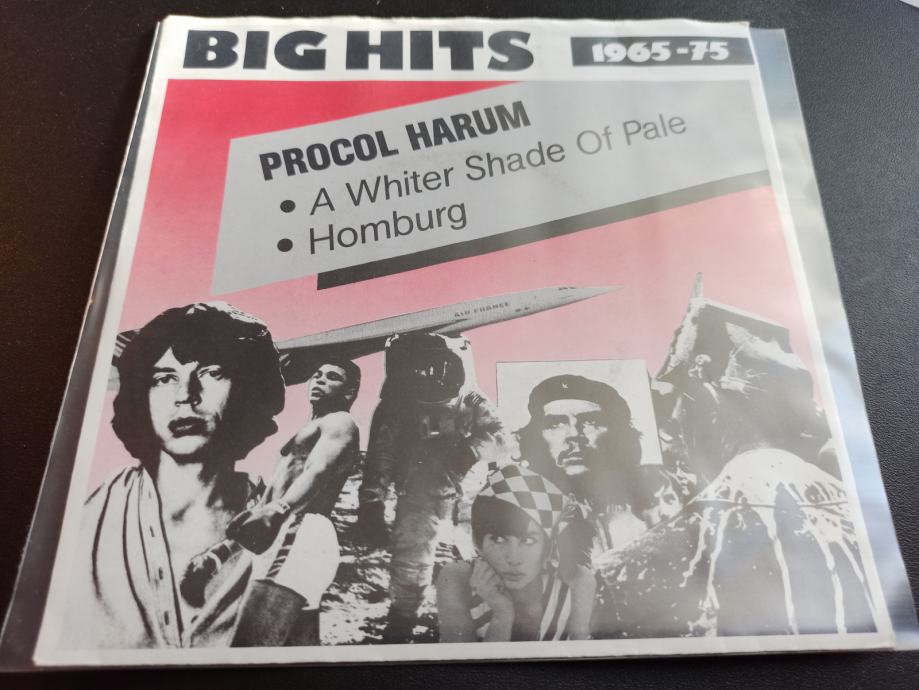 BIG HITS 1965-75
PROCOL HARUM
• A Whiter Shade Of Pale
• Homburg
AIR FRANCE